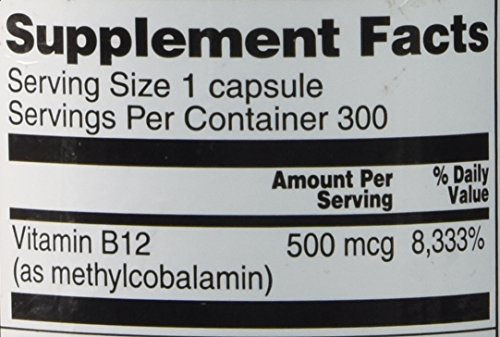 Supplement Facts
Serving Size 1 capsule
Servings Per Container 300
Amount Per Serving
% Daily Value
Vitamin B12 500 mcg 8,333%
(as methylcobalamin)